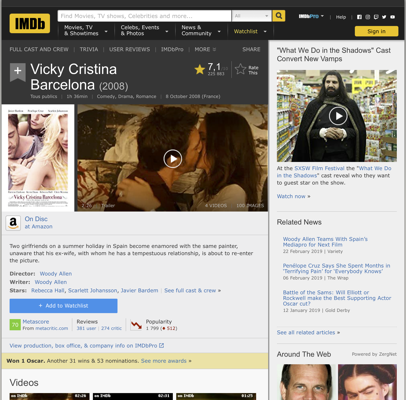 IMDb
Find Movies, TV shows, Celebrities and more...
All
IMDbPro
Help
Movies, TV
& Showtimes
Celebs, Events
& Photos
News &
Community
Watchlist
Sign in
FULL CAST AND CREW | TRIVIA | USER REVIEWS | IMDbPro | MORE
SHARE
Vicky Cristina
Barcelona (2008)
7,1
Rate
This
Tous publics | 1h 36min | Comedy, Drama, Romance | 8 October 2008 (France)
Trailer
6 VIDEOS
100 IMAGES
On Disc
at Amazon
Two girlfriends on a summer holiday in Spain become enamored with the same painter,
unaware that his ex-wife, with whom he has a tempestuous relationship, is about to re-enter
the picture.
Director: Woody Allen
Writer: Woody Allen
Stars: Rebecca Hall, Scarlett Johansson, Javier Bardem | See full cast & crew »
+ Add to Watchlist
70
Metascore
From metacritic.com
Reviews
381 user | 274 critic
Popularity
1 799 ( 512)
View production, box office, & company info on IMDbPro
Won 1 Oscar. Another 31 wins & 53 nominations. See more awards »
Videos
02:26
02:31
02:25
"What We Do in the Shadows" Cast
Convert New Vamps
At the SXSW Film Festival the "What We Do
in the Shadows" cast reveal who they want
to guest star on the show.
Watch now »
Related News
Woody Allen Teams With Spain's
Mediapro for Next Film
22 February 2019 | Variety
Penélope Cruz Says She Spent Months in
'Terrifying Pain' for 'Everybody Knows'
06 February 2019 | The Wrap
Battle of the Sames: Will Elliott or
Rockwell make the Best Supporting Actor
Oscar cut?
12 January 2019 | Gold Derby
See all related articles »
Around The Web
Powered by ZergNet